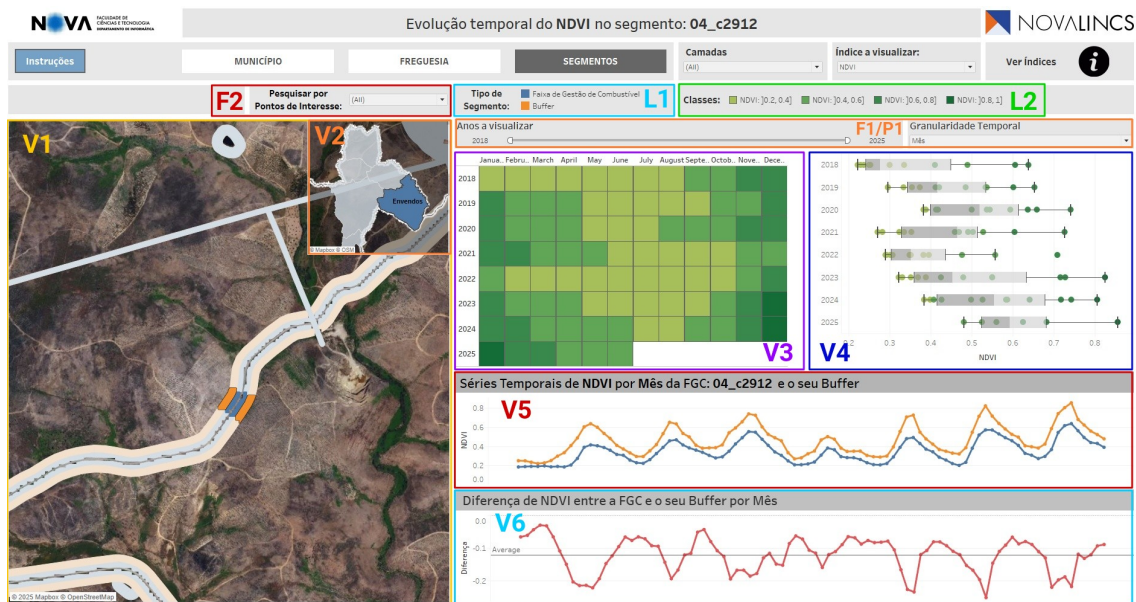 NOVA
FACULDADE DE
CIÊNCIAS E TECNOLOGIA
DEPARTAMENTO DE INFORMÁTICA
Evolução temporal do NDVI no segmento: 04_c2912
NOVALINCS
Instruções
MUNICÍPIO
FREGUESIA
SEGMENTOS
Camadas
(All)
Índice a visualizar:
NDVI
Ver Índices
i
F2
Pesquisar por
Pontos de Interesse:
(All)
Tipo de
Segmento:
Faixa de Gestão de Combustível
Buffer
L1
Classes:
NDVI: ]0.2, 0.4]
NDVI: ]0.4, 0.6]
NDVI: ]0.6, 0.8]
NDVI: ]0.8, 1]
L2
V1
V2
Envendos
© Mapbox © OSM
© 2025 Mapbox © OpenStreetMap
Anos a visualizar
2018
2025
F1/P1
Granularidade Temporal
Mês
Janua.. Febru.. March April May June July August Septe.. Octob.. Nove.. Dece..
2018
2019
2020
2021
2022
2023
2024
2025
V3
2018
2019
2020
2021
2022
2023
2024
2025
V4
0.2 0.3 0.4 0.5 0.6 0.7 0.8
NDVI
Séries Temporais de NDVI por Mês da FGC: 04_c2912 e o seu Buffer
V5
NDVI
0.8
0.6
0.4
0.2
0.0
Diferença de NDVI entre a FGC e o seu Buffer por Mês
V6
Diferença
0.0
-0.1
-0.2
Average